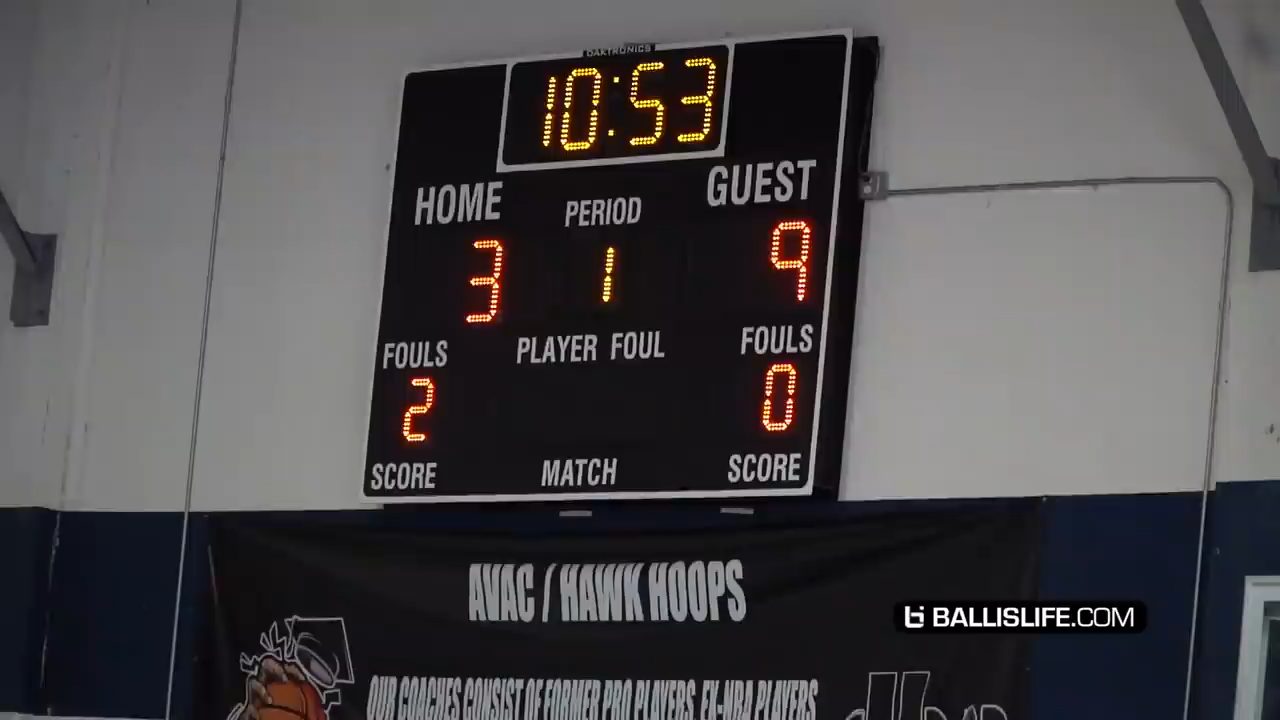 DAKTRONICS
10:53
HOME PERIOD GUEST
3 1 9
FOULS PLAYER FOUL FOULS
2 0
SCORE MATCH SCORE
AVAC / HAWK HOOPS
BALLISLIFE.COM
OUR COACHES CONSIST OF FORMER PRO PLAYERS, EX-NBA PLAYERS